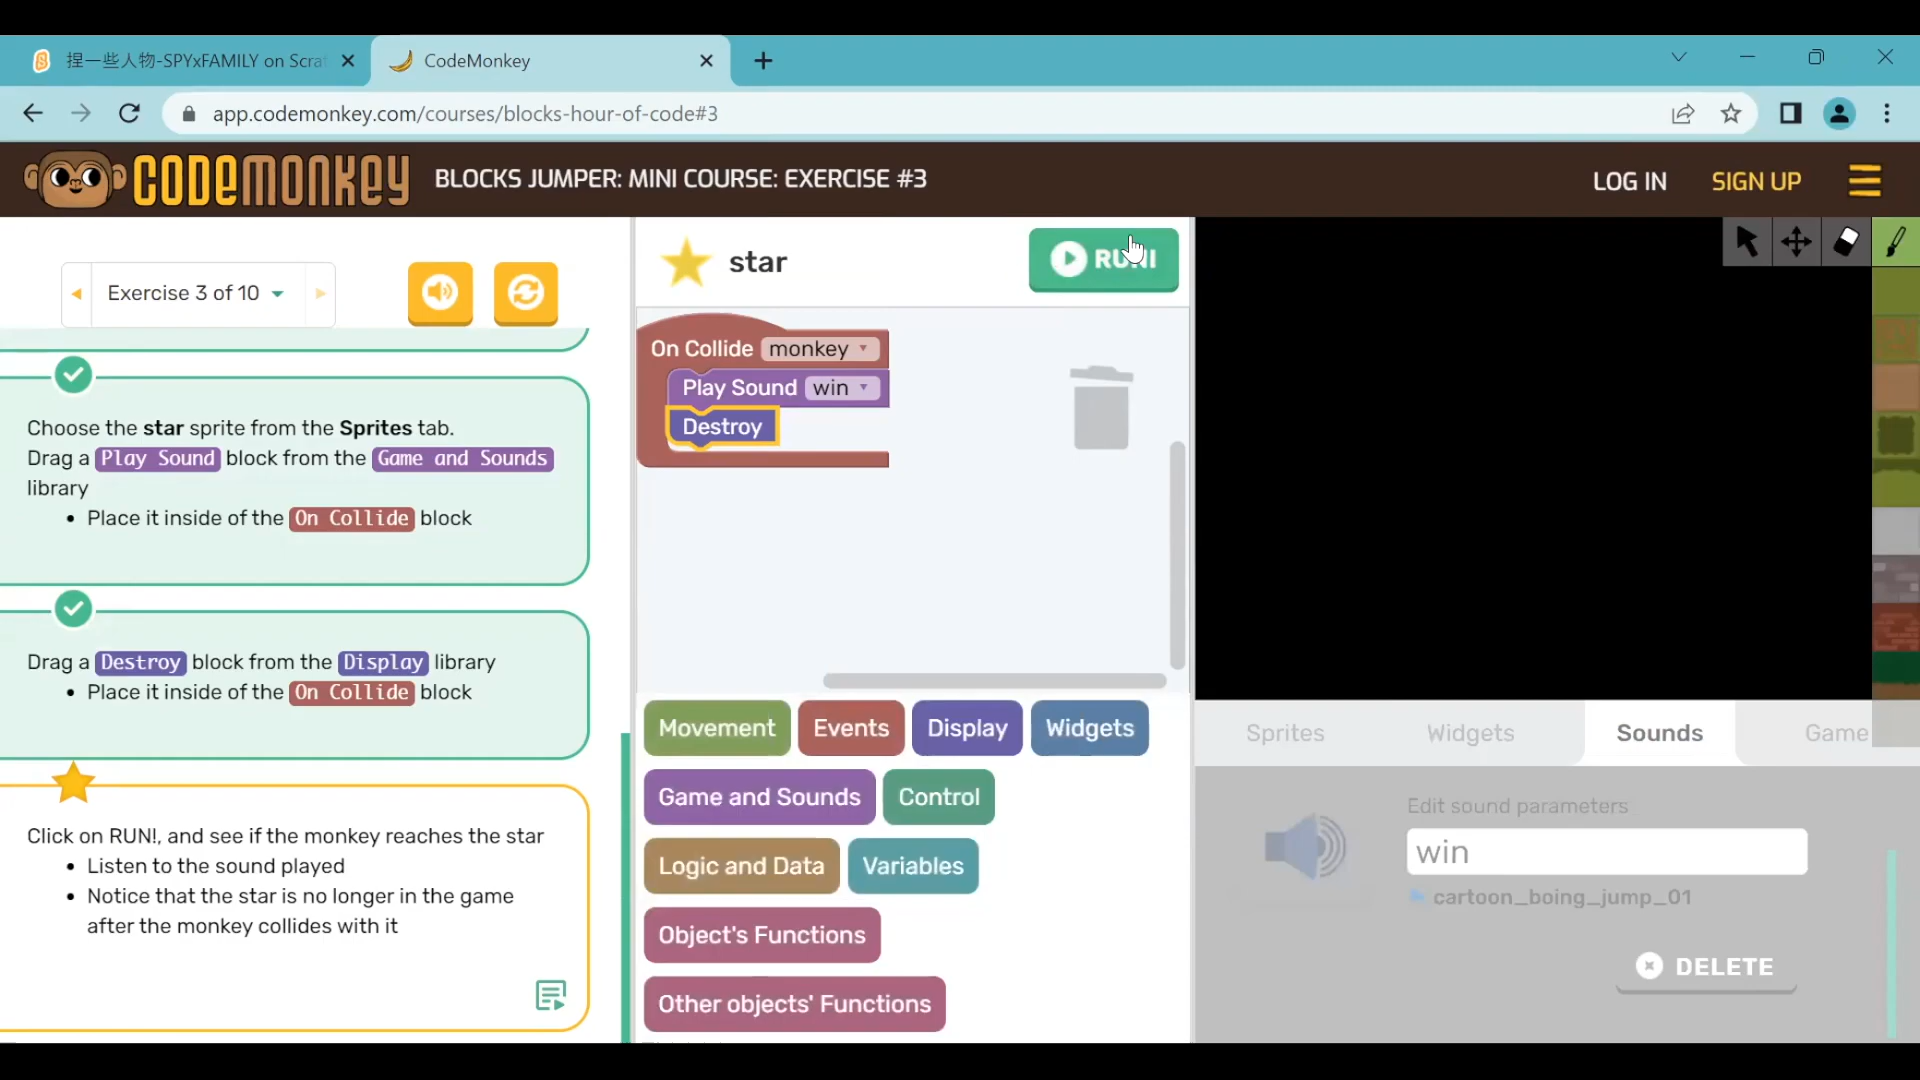 捏一些人物-SPYxFAMILY on Scrat
CodeMonkey
app.codemonkey.com/courses/blocks-hour-of-code#3
CODEMONKEY
BLOCKS JUMPER: MINI COURSE: EXERCISE #3
LOG IN
SIGN UP
Exercise 3 of 10
star
RUN!
Choose the star sprite from the Sprites tab.
Drag a Play Sound block from the Game and Sounds
library
• Place it inside of the On Collide block
Drag a Destroy block from the Display library
• Place it inside of the On Collide block
Click on RUN!, and see if the monkey reaches the star
• Listen to the sound played
• Notice that the star is no longer in the game
after the monkey collides with it
On Collide monkey
Play Sound win
Destroy
Movement
Events
Display
Widgets
Game and Sounds
Control
Logic and Data
Variables
Object's Functions
Other objects' Functions
Sprites
Widgets
Sounds
Game
Edit sound parameters
win
cartoon_boing_jump_01
DELETE